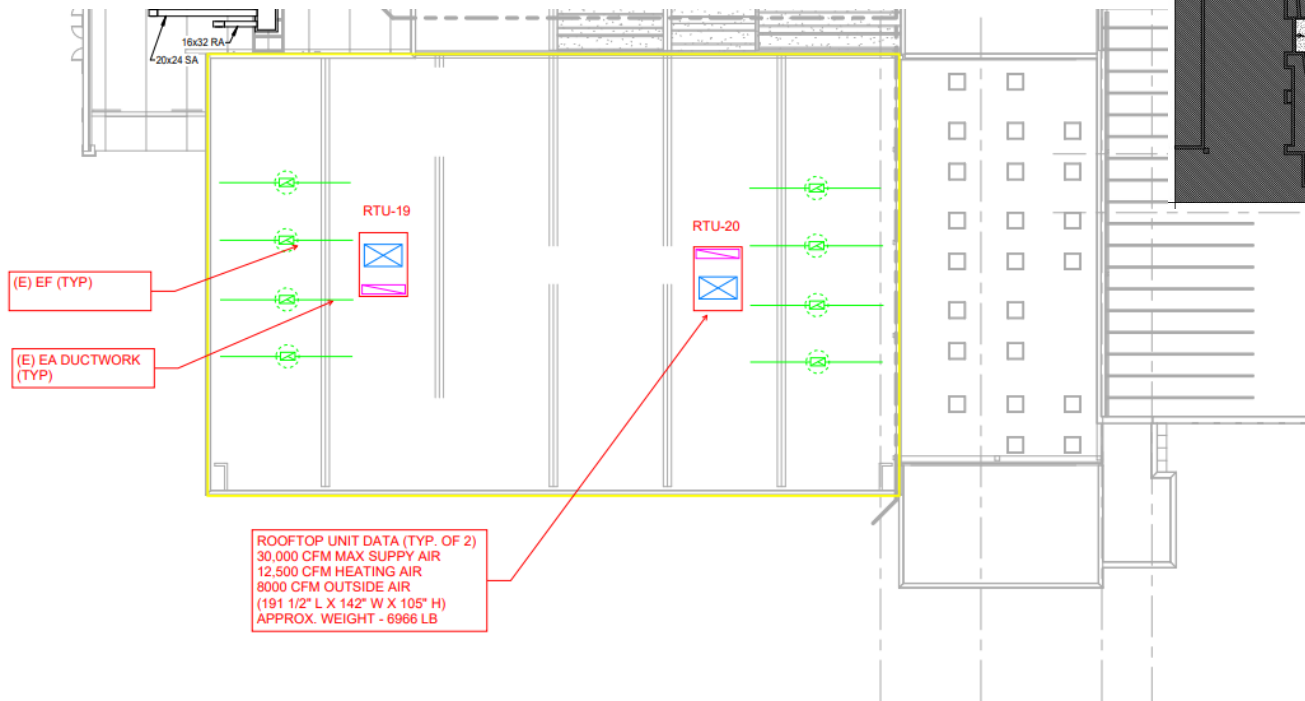 16x32 RA
20x24 SA
RTU-19
RTU-20
(E) EF (TYP)
(E) EA DUCTWORK
(TYP)
ROOFTOP UNIT DATA (TYP. OF 2)
30,000 CFM MAX SUPPY AIR
12,500 CFM HEATING AIR
8000 CFM OUTSIDE AIR
(191 1/2" L X 142" W X 105" H)
APPROX. WEIGHT - 6966 LB